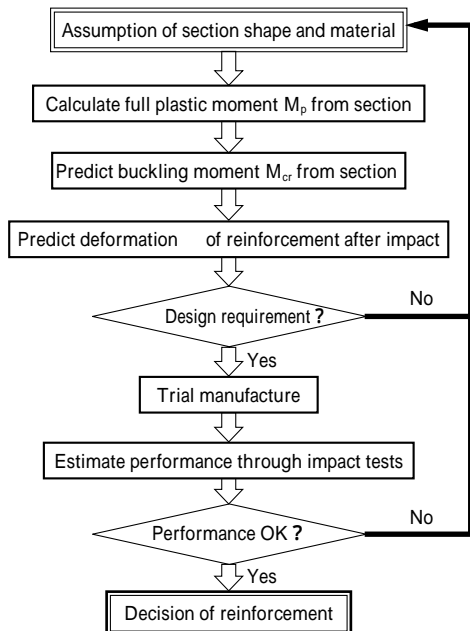 Assumption of section shape and material
Calculate full plastic moment Mp from section
Predict buckling moment Mcr from section
Predict deformation of reinforcement after impact
Design requirement ?
No
Yes
Trial manufacture
Estimate performance through impact tests
Performance OK ?
No
Yes
Decision of reinforcement